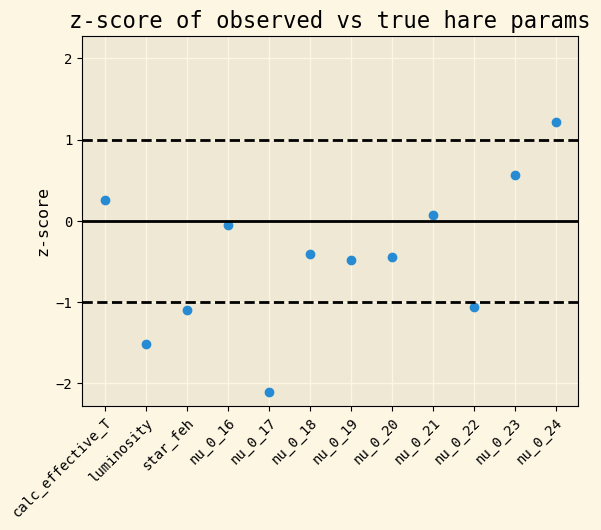 z-score of observed vs true hare params
z-score
2
1
0
−1
−2
calc_effective_T
luminosity
star_feh
nu_0_16
nu_0_17
nu_0_18
nu_0_19
nu_0_20
nu_0_21
nu_0_22
nu_0_23
nu_0_24